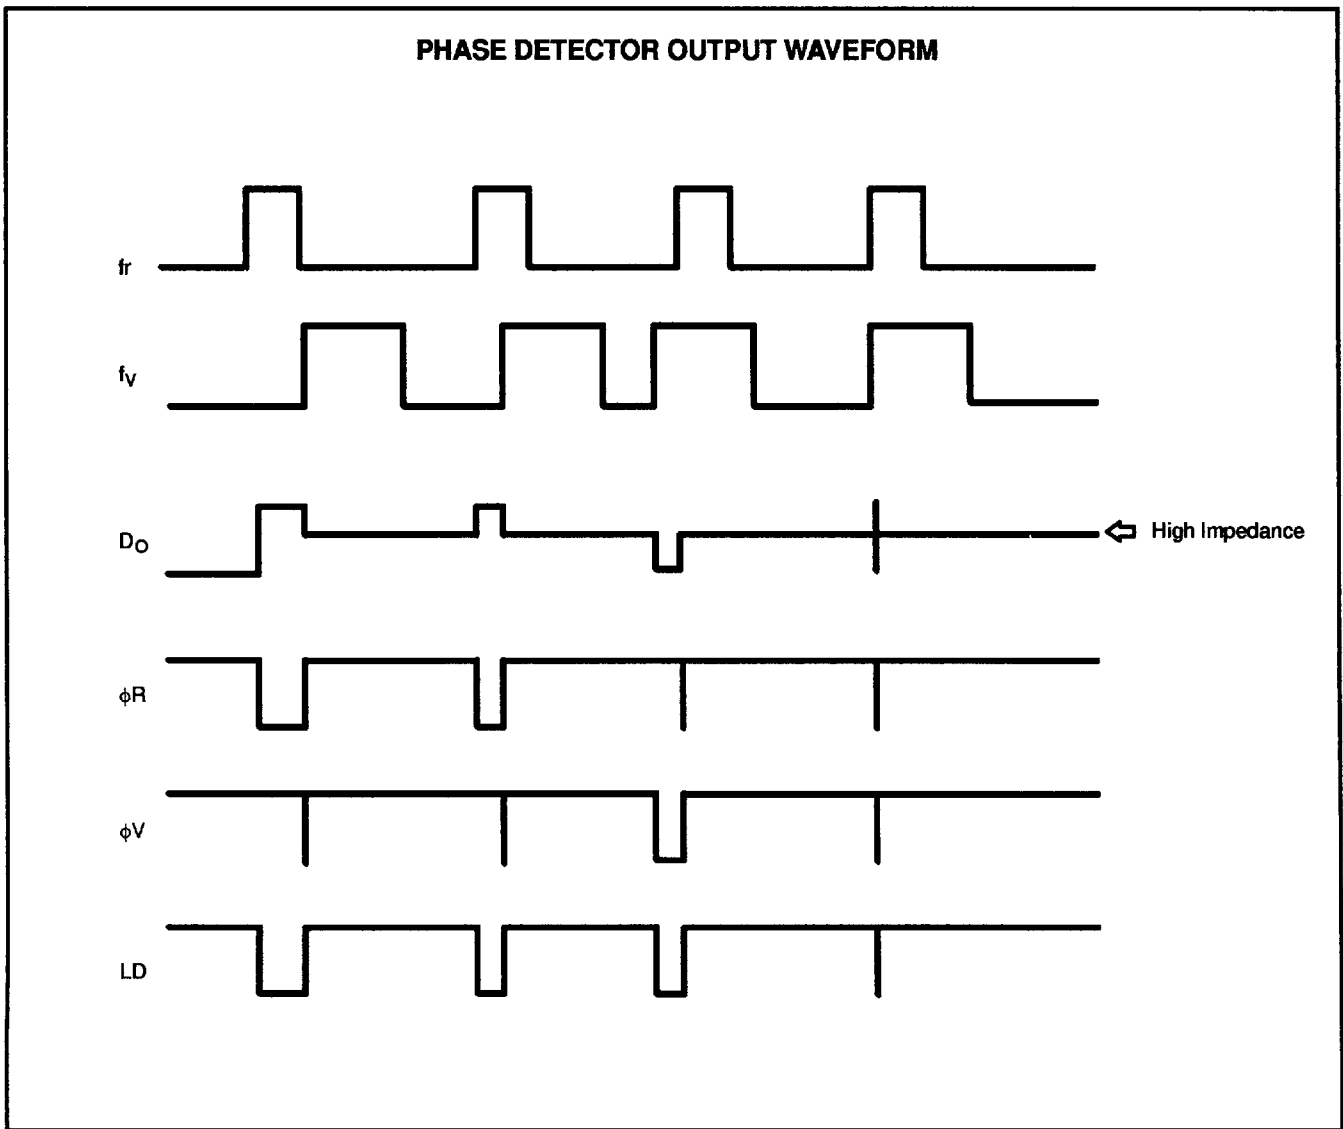 PHASE DETECTOR OUTPUT WAVEFORM
fr
fV
DO
High Impedance
ϕR
ϕV
LD